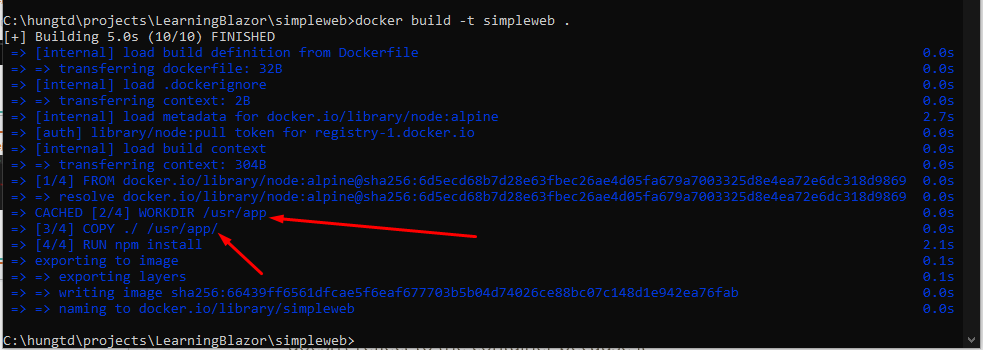 C:\hungtd\projects\LearningBlazor\simpleweb>docker build -t simpleweb .
[+] Building 5.0s (10/10) FINISHED
=> [internal] load build definition from Dockerfile 0.0s
=> => transferring dockerfile: 32B 0.0s
=> [internal] load .dockerignore 0.0s
=> => transferring context: 2B 0.0s
=> [internal] load metadata for docker.io/library/node:alpine 2.7s
=> [auth] library/node:pull token for registry-1.docker.io 0.0s
=> [internal] load build context 0.0s
=> => transferring context: 304B 0.0s
=> [1/4] FROM docker.io/library/node:alpine@sha256:6d5ecd68b7d28e63fbec26ae4d05fa679a7003325d8e4ea72e6dc318d9869 0.0s
=> => resolve docker.io/library/node:alpine@sha256:6d5ecd68b7d28e63fbec26ae4d05fa679a7003325d8e4ea72e6dc318d9869 0.0s
=> CACHED [2/4] WORKDIR /usr/app 0.0s
=> [3/4] COPY ./ /usr/app/ 0.0s
=> [4/4] RUN npm install 2.1s
=> exporting to image 0.1s
=> => exporting layers 0.1s
=> => writing image sha256:66439ff6561dfcae5f6eaf677703b5b04d74026ce88bc07c148d1e942ea76fab 0.0s
=> => naming to docker.io/library/simpleweb 0.0s
C:\hungtd\projects\LearningBlazor\simpleweb>